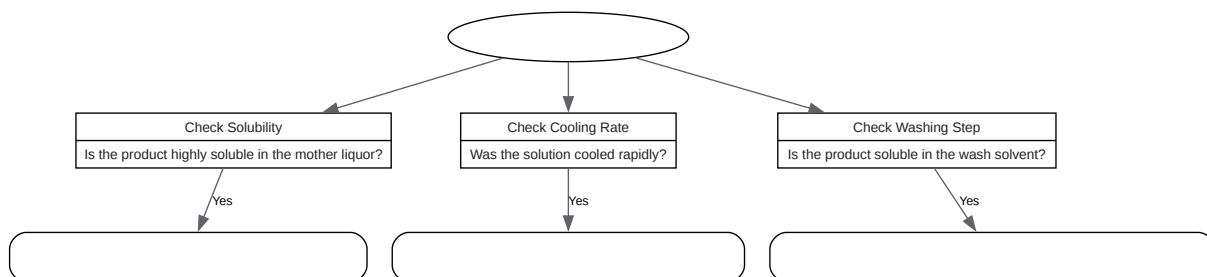 Check Solubility
Is the product highly soluble in the mother liquor?
Check Cooling Rate
Was the solution cooled rapidly?
Check Washing Step
Is the product soluble in the wash solvent?
Yes
Yes
Yes